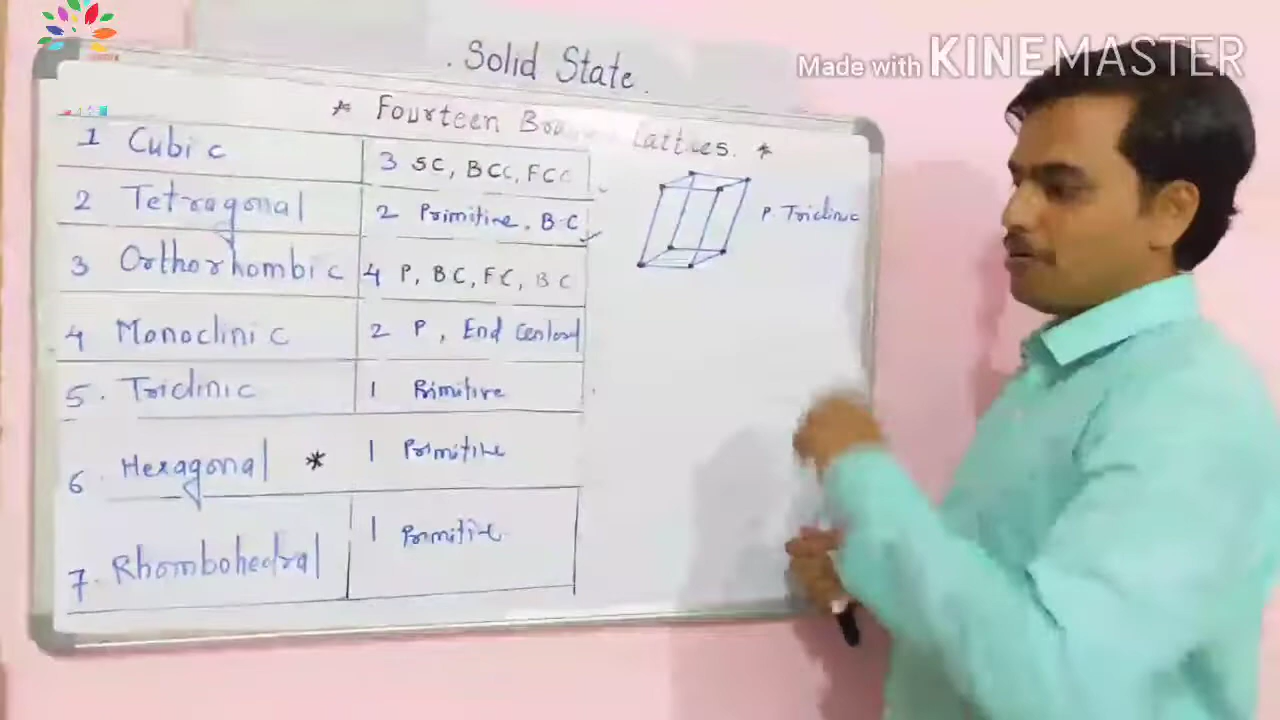 Made with KINEMASTER
. Solid State .
* Fourteen Lattices. *
1 Cubic 3 SC, BCC, FCC
2 Tetragonal 2 Primitive, B.C
P. Triclinic
3 Orthorhombic 4 P, BC, FC, BC
4 Monoclinic 2 P, End Centered
5. Triclinic 1 Primitive
6. Hexagonal * 1 Primitive
7. Rhombohedral 1 Primitive